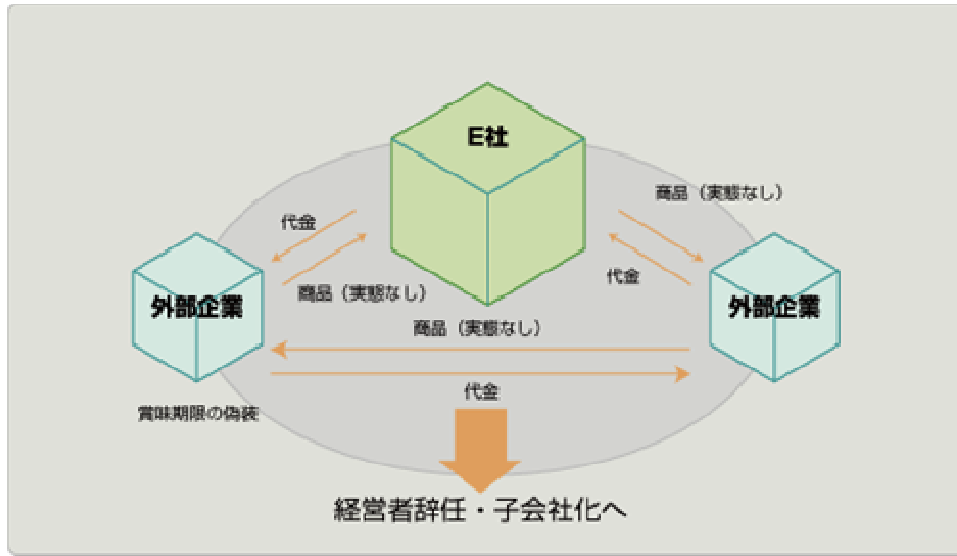 E社
商品（実態なし）
代金
代金
商品（実態なし）
外部企業
外部企業
商品（実態なし）
代金
賞味期限の偽装
経営者辞任・子会社化へ